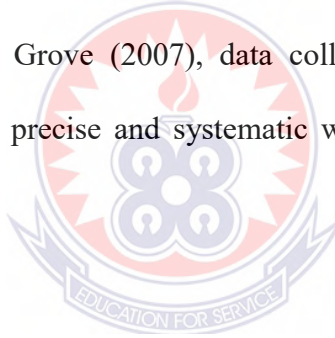 Grove (2007), data coll
precise and systematic w
EDUCATION FOR SERVICE